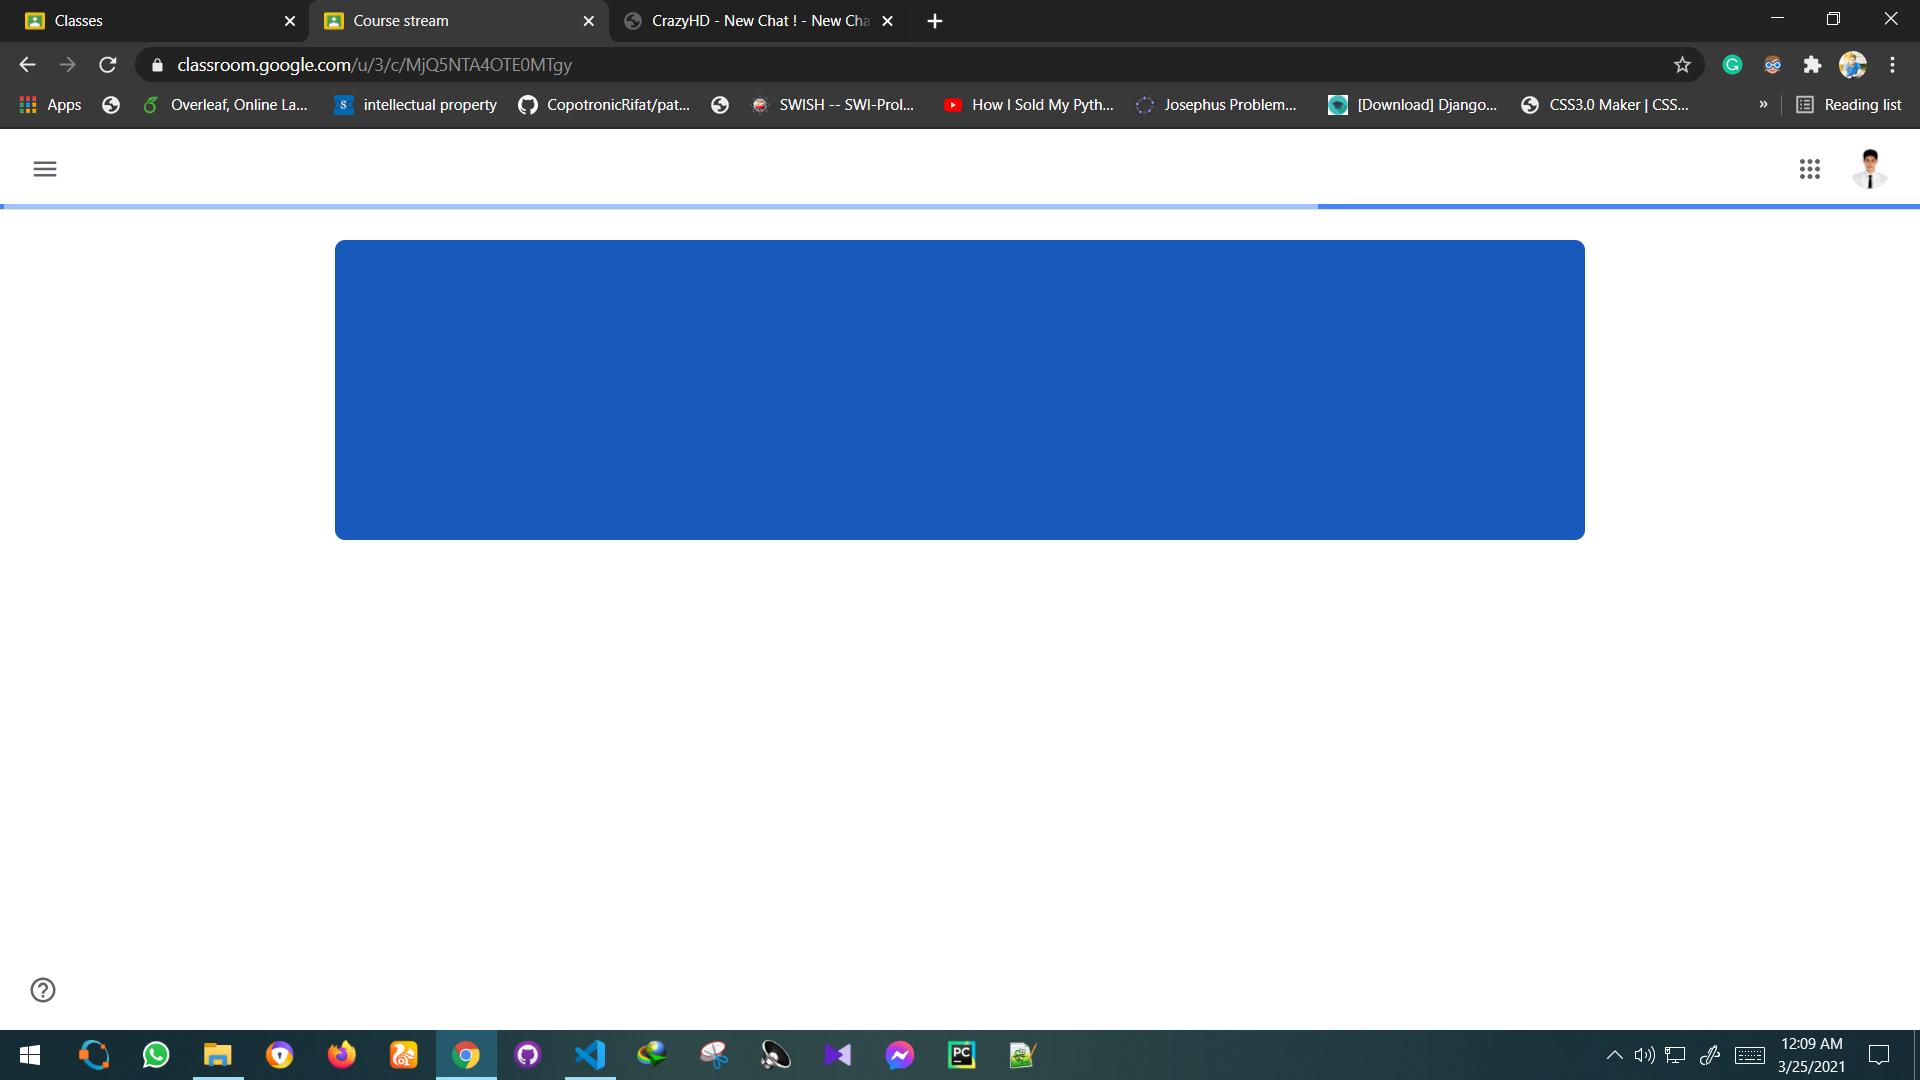 Classes
Course stream
CrazyHD - New Chat ! - New Cha
classroom.google.com/u/3/c/MjQ5NTA4OTE0MTgy
Apps
Overleaf, Online La...
S
intellectual property
CopotronicRifat/pat...
SWISH -- SWI-Prol...
How I Sold My Pyth...
Josephus Problem...
[Download] Django...
CSS3.0 Maker | CSS...
»
Reading list
?
PC
12:09 AM
3/25/2021